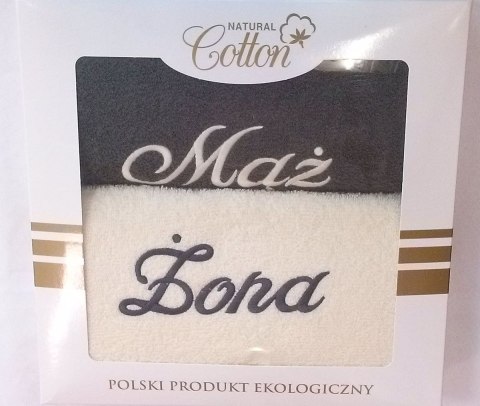 NATURAL
Cotton
Mąż
Żona
POLSKI PRODUKT EKOLOGICZNY